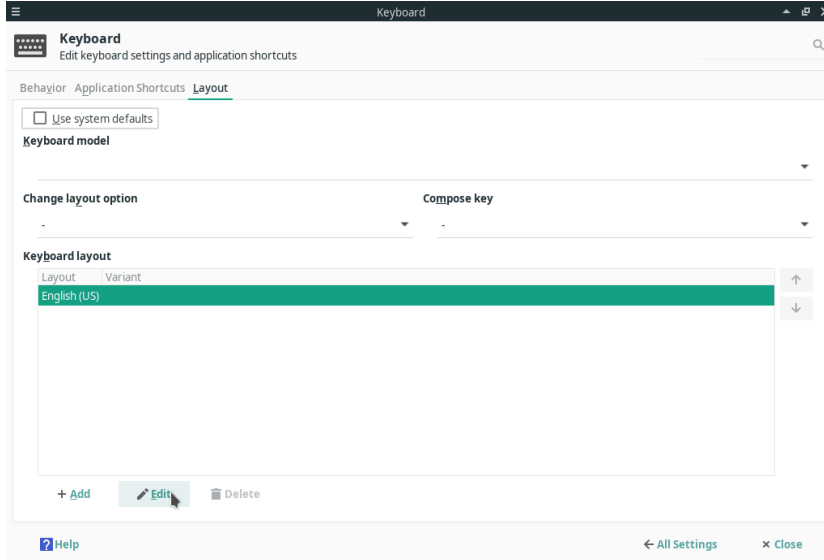 Keyboard
Keyboard
Edit keyboard settings and application shortcuts
Behavior Application Shortcuts Layout
Use system defaults
Keyboard model
Change layout option Compose key
- -
Keyboard layout
Layout Variant
English (US)
+ Add Edit Delete
? Help All Settings × Close